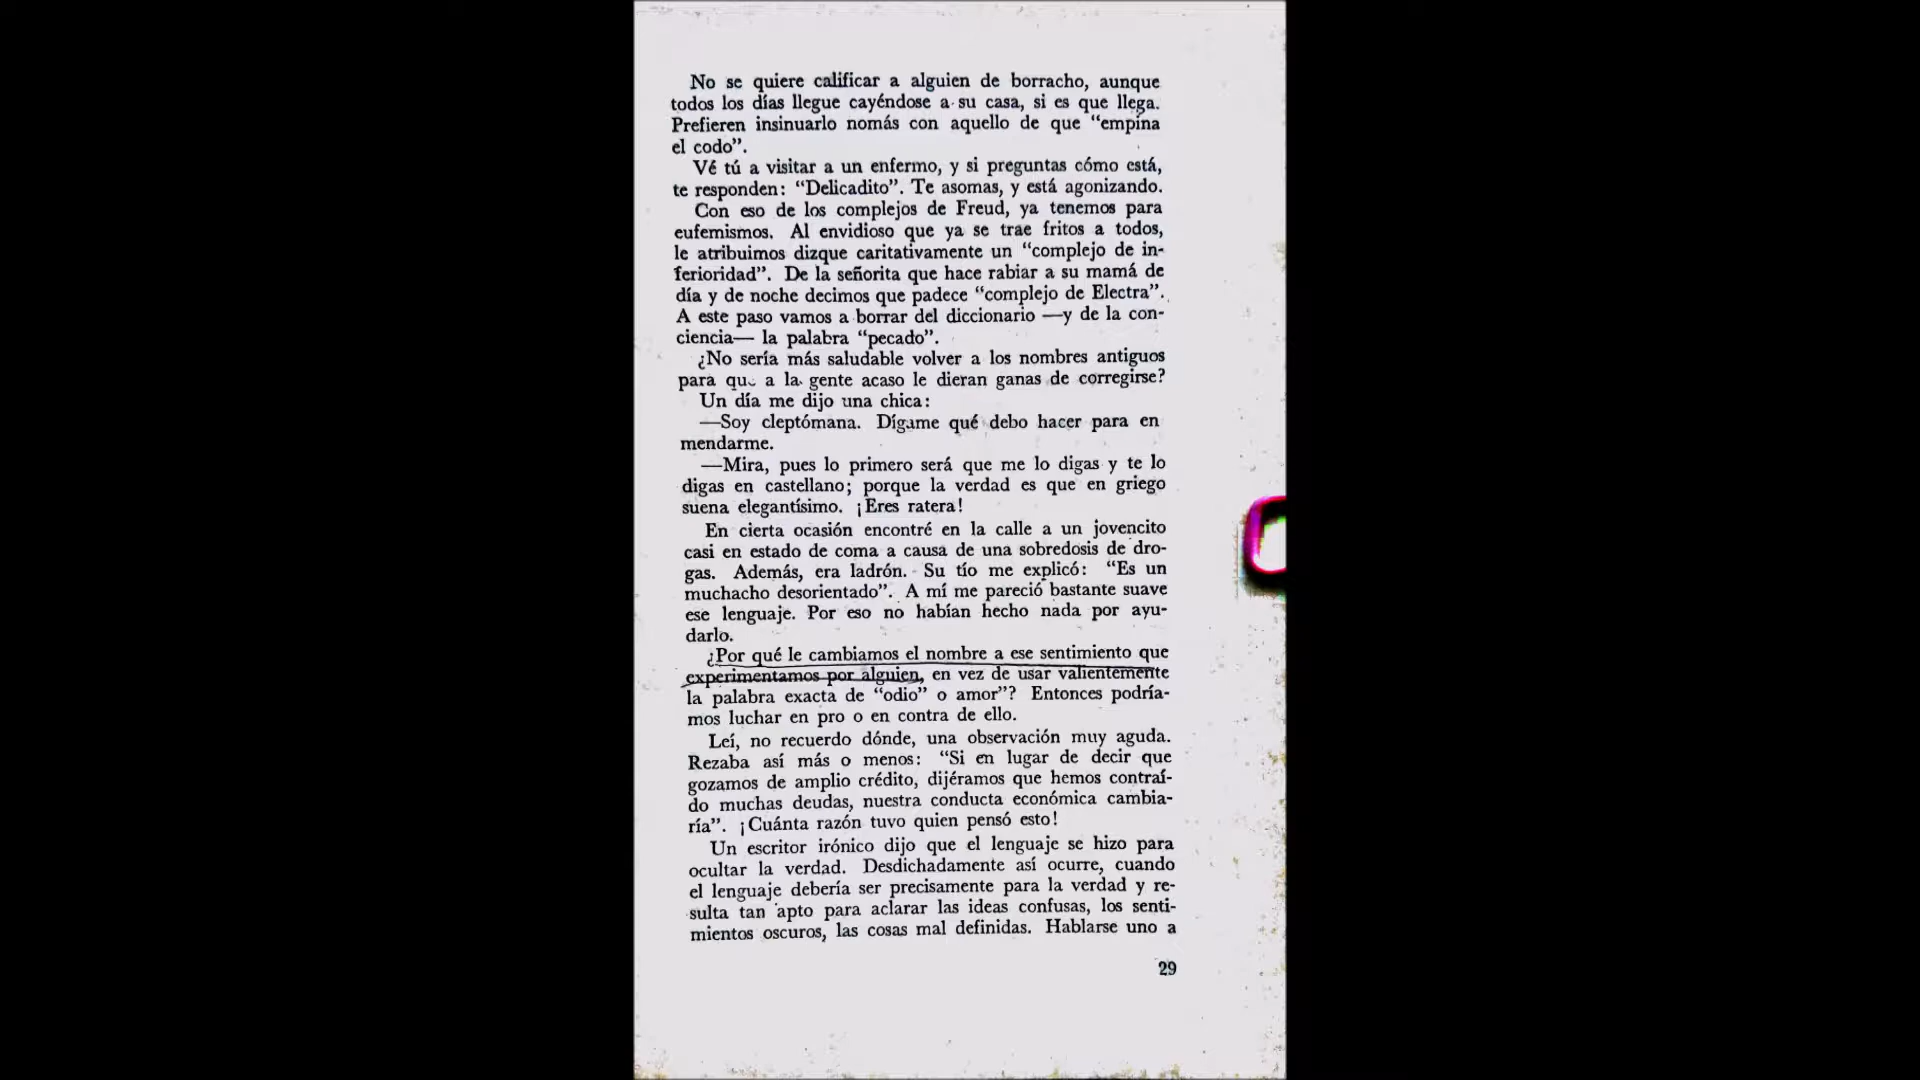 No se quiere calificar a alguien de borracho, aunque
todos los días llegue cayéndose a su casa, si es que llega.
Prefieren insinuarlo nomás con aquello de que “empina
el codo”.
Vé tú a visitar a un enfermo, y si preguntas cómo está,
te responden: “Delicadito”. Te asomas, y está agonizando.
Con eso de los complejos de Freud, ya tenemos para
eufemismos. Al envidioso que ya se trae fritos a todos,
le atribuimos dizque caritativamente un “complejo de in-
ferioridad”. De la señorita que hace rabiar a su mamá de
día y de noche decimos que padece “complejo de Electra”.
A este paso vamos a borrar del diccionario —y de la con-
ciencia— la palabra “pecado”.
¿No sería más saludable volver a los nombres antiguos
para que a la gente acaso le dieran ganas de corregirse?
Un día me dijo una chica:
—Soy cleptómana. Dígame qué debo hacer para en
mendarme.
—Mira, pues lo primero será que me lo digas y te lo
digas en castellano; porque la verdad es que en griego
suena elegantísimo. ¡Eres ratera!
En cierta ocasión encontré en la calle a un jovencito
casi en estado de coma a causa de una sobredosis de dro-
gas. Además, era ladrón. Su tío me explicó: “Es un
muchacho desorientado”. A mí me pareció bastante suave
ese lenguaje. Por eso no habían hecho nada por ayu-
darlo.
¿Por qué le cambiamos el nombre a ese sentimiento que
experimentamos por alguien, en vez de usar valientemente
la palabra exacta de “odio” o amor”? Entonces podría-
mos luchar en pro o en contra de ello.
Leí, no recuerdo dónde, una observación muy aguda.
Rezaba así más o menos: “Si en lugar de decir que
gozamos de amplio crédito, dijéramos que hemos contraí-
do muchas deudas, nuestra conducta económica cambia-
ría”. ¡Cuánta razón tuvo quien pensó esto!
Un escritor irónico dijo que el lenguaje se hizo para
ocultar la verdad. Desdichadamente así ocurre, cuando
el lenguaje debería ser precisamente para la verdad y re-
sulta tan apto para aclarar las ideas confusas, los senti-
mientos oscuros, las cosas mal definidas. Hablarse uno a
29